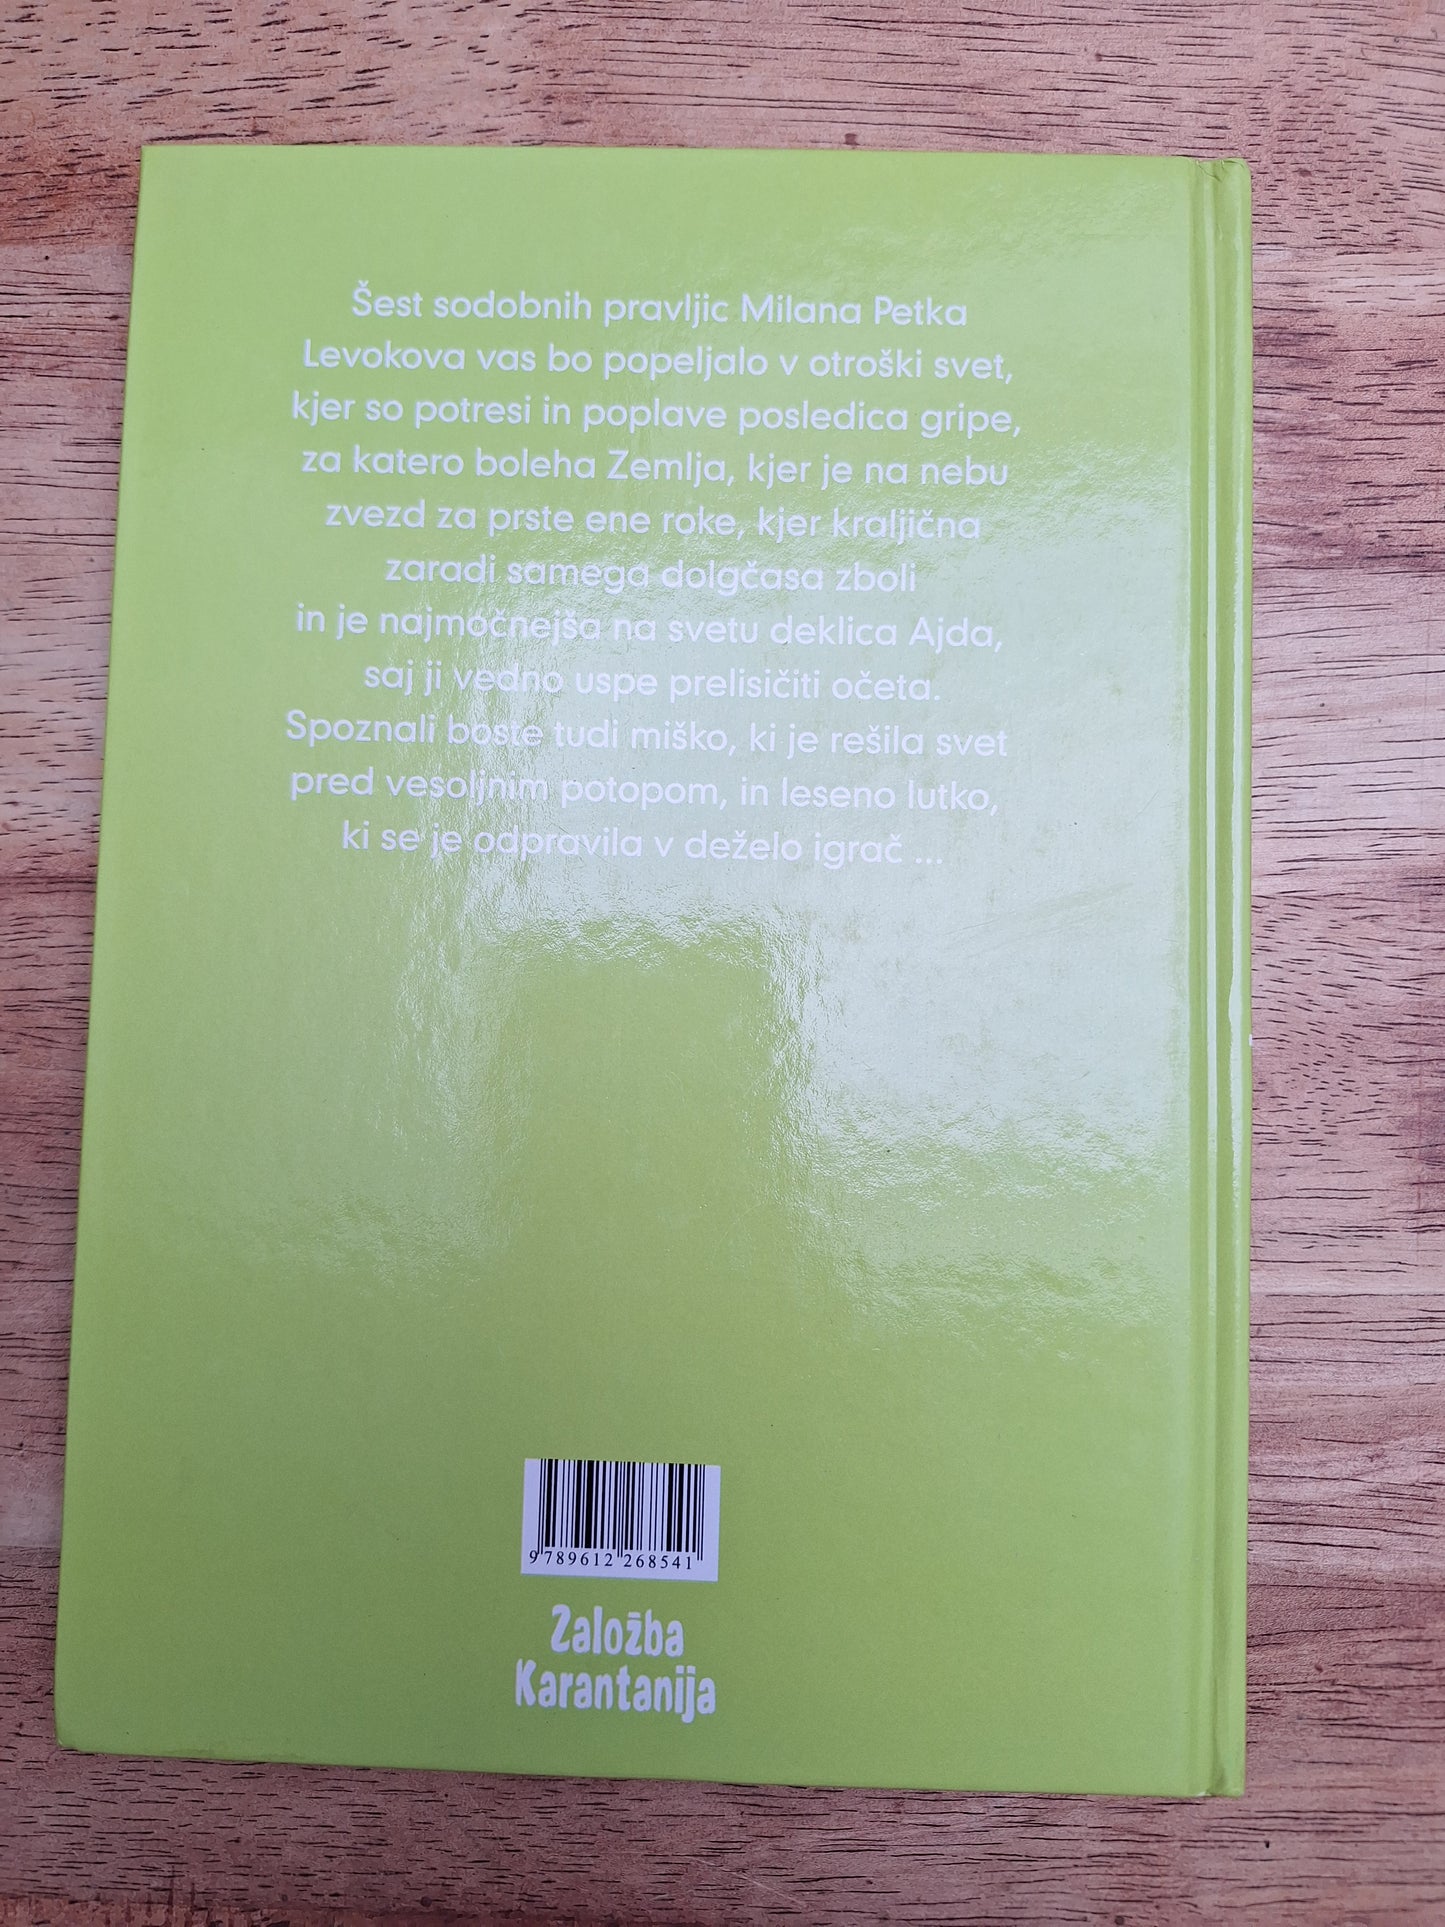 Šest sodobnih pravljic Milana Petka
Levokova vas bo popeljalo v otroški svet,
kjer so potresi in poplave posledica gripe,
za katero boleha Zemlja, kjer je na nebu
zvezd za prste ene roke, kjer kraljična
zaradi samega dolgčasa zboli
in je najmočnejša na svetu deklica Ajda,
saj ji vedno uspe prelisičiti očeta.
Spoznali boste tudi miško, ki je rešila svet
pred vesoljnim potopom, in leseno lutko,
ki se je odpravila v deželo igrač ...
9 789612 268541
Založba
Karantanija